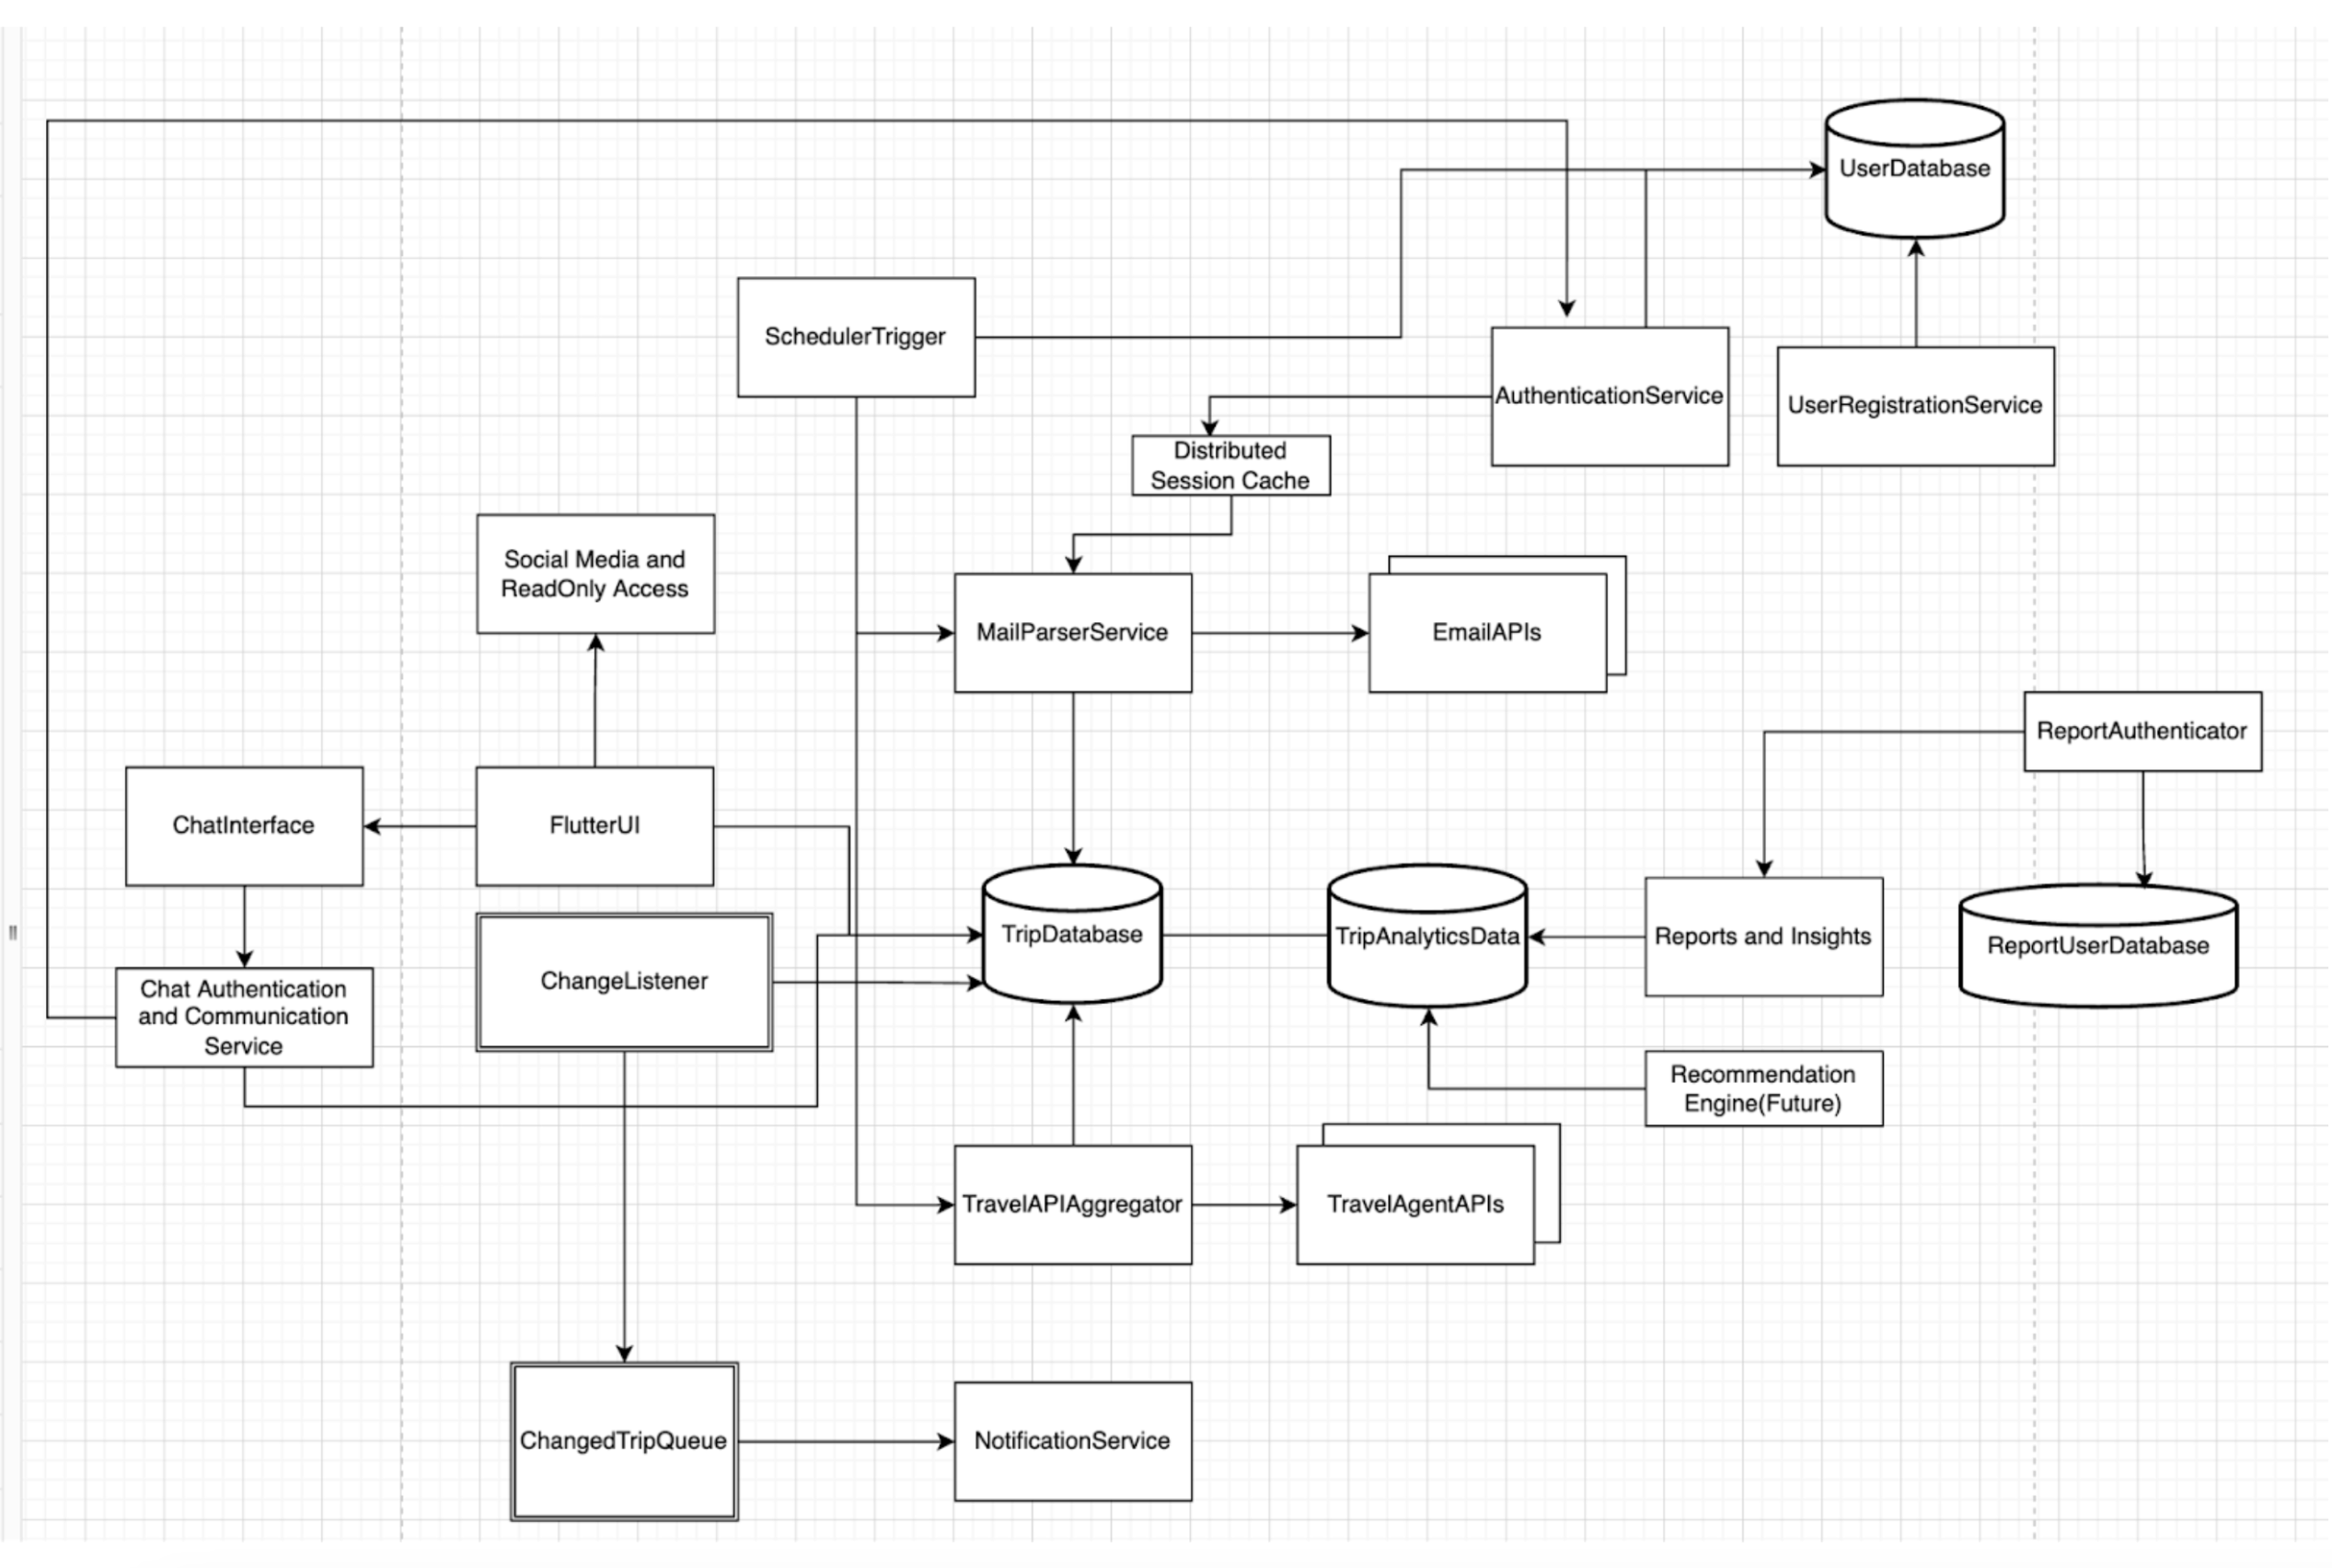 UserDatabase
SchedulerTrigger
AuthenticationService
UserRegistrationService
Distributed
Session Cache
Social Media and
ReadOnly Access
MailParserService
EmailAPIs
ReportAuthenticator
ChatInterface
FlutterUI
TripDatabase
TripAnalyticsData
Reports and Insights
ReportUserDatabase
ChangeListener
Chat Authentication
and Communication
Service
Recommendation
Engine(Future)
TravelAPIAggregator
TravelAgentAPIs
ChangedTripQueue
NotificationService